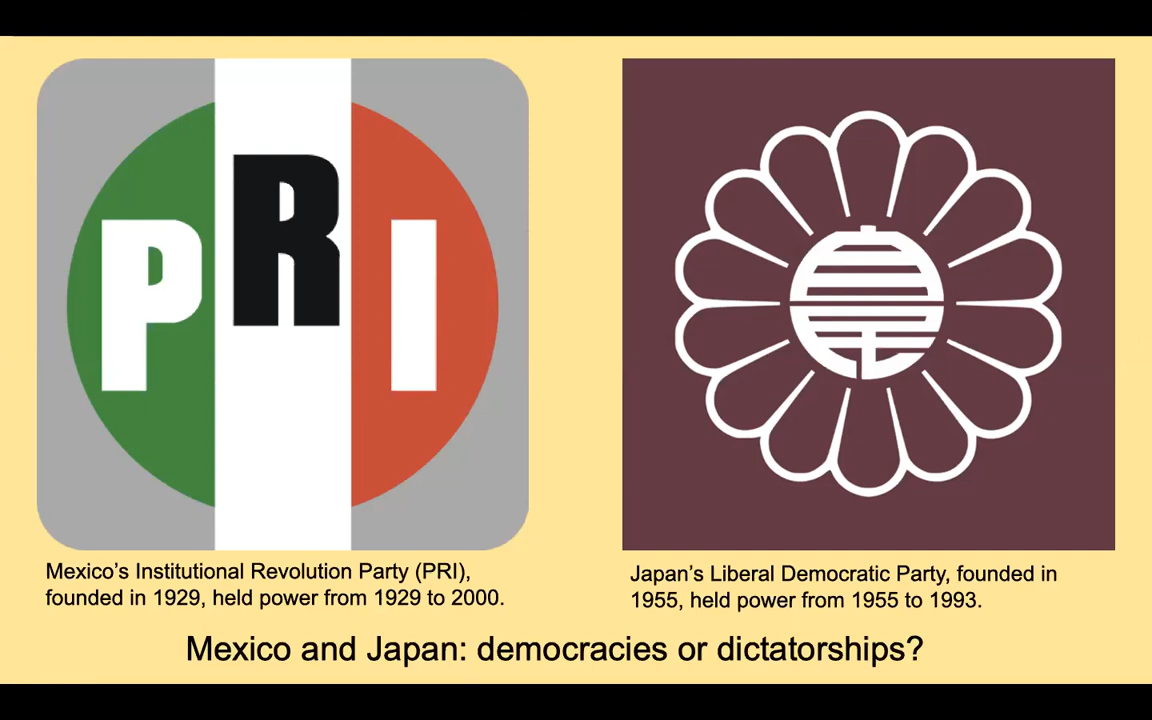 PRI
Mexico's Institutional Revolution Party (PRI),
founded in 1929, held power from 1929 to 2000.
Japan's Liberal Democratic Party, founded in
1955, held power from 1955 to 1993.
Mexico and Japan: democracies or dictatorships?